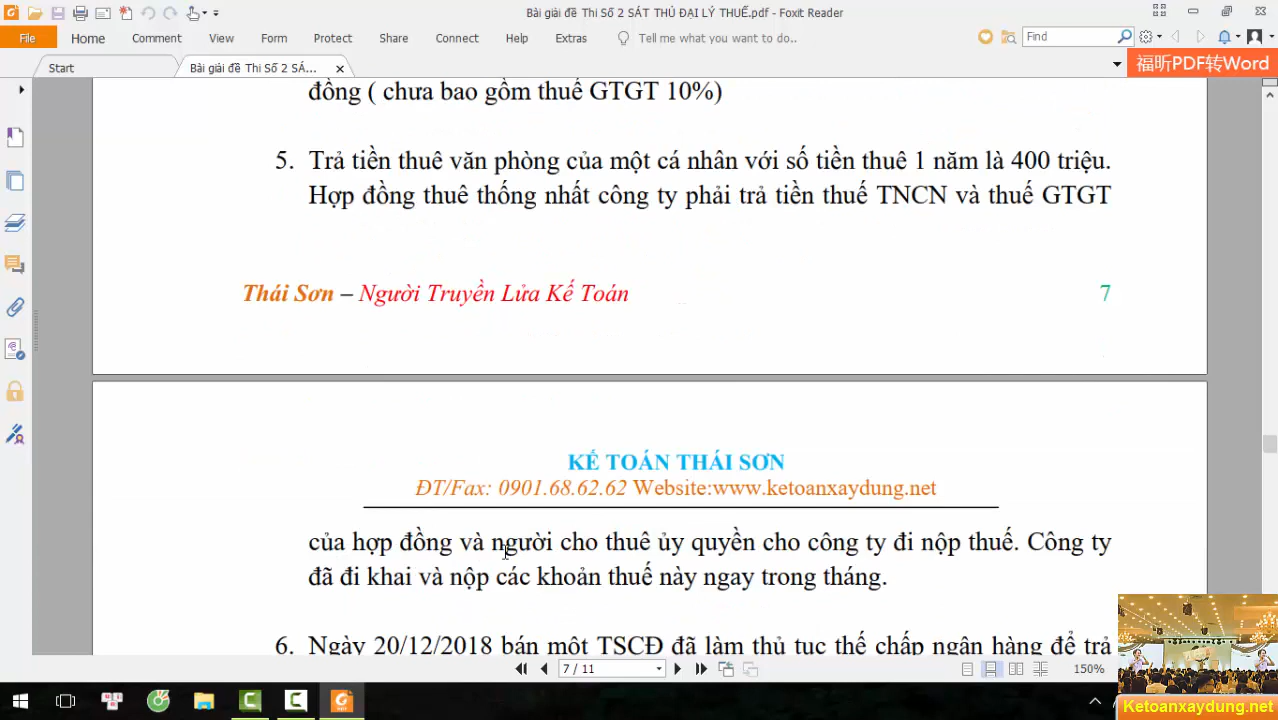 Bài giải đề Thi Số 2 SÁT THỦ ĐẠI LÝ THUẾ.pdf - Foxit Reader
File Home Comment View Form Protect Share Connect Help Extras Tell me what you want to do... Find
Start Bài giải đề Thi Số 2 SÁ... 福昕PDF转Word
đồng ( chưa bao gồm thuế GTGT 10%)
5. Trả tiền thuê văn phòng của một cá nhân với số tiền thuê 1 năm là 400 triệu.
Hợp đồng thuê thống nhất công ty phải trả tiền thuế TNCN và thuế GTGT
Thái Sơn – Người Truyền Lửa Kế Toán 7
KẾ TOÁN THÁI SƠN
ĐT/Fax: 0901.68.62.62 Website:www.ketoanxaydung.net
của hợp đồng và người cho thuê ủy quyền cho công ty đi nộp thuế. Công ty
đã đi khai và nộp các khoản thuế này ngay trong tháng.
6. Ngày 20/12/2018 bán một TSCĐ đã làm thủ tục thế chấp ngân hàng để trả
7 / 11 150%
Ketoanxaydung.net